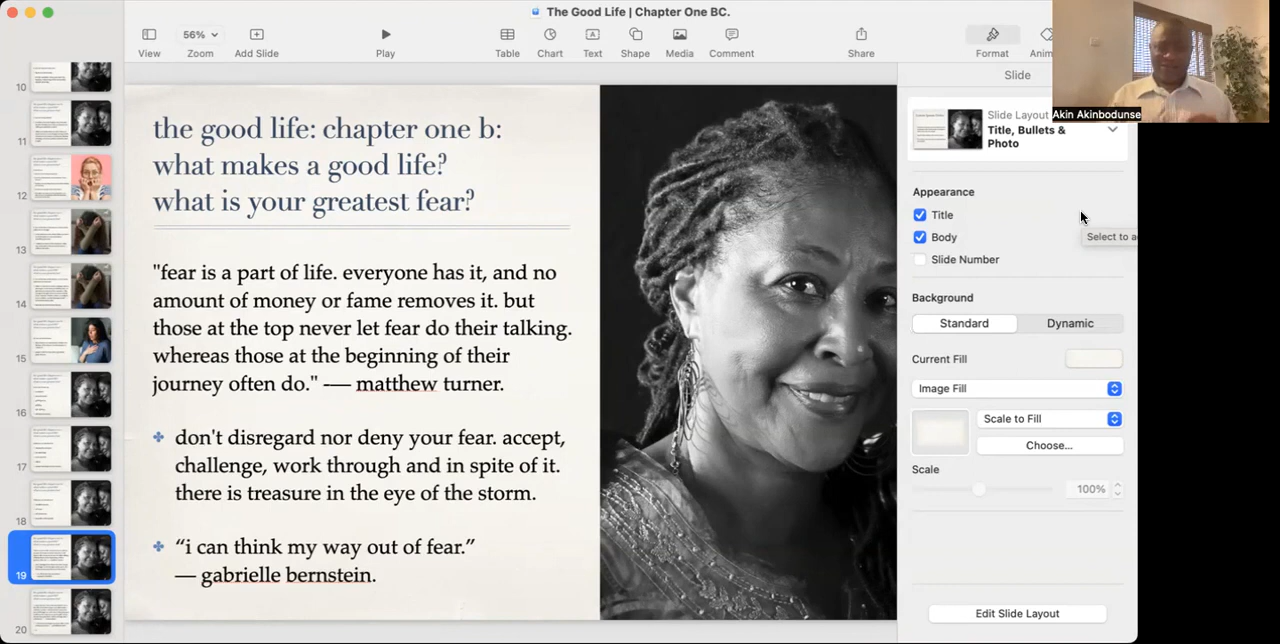 The Good Life | Chapter One BC.
56%
View
Zoom
Add Slide
Play
Table
Chart
Text
Shape
Media
Comment
Share
Format
Anim
Akin Akinbodunse
Slide
Slide Layout
Title, Bullets &
Photo
Appearance
Title
Body
Select to a
Slide Number
Background
Standard
Dynamic
Current Fill
Image Fill
Scale to Fill
Choose...
Scale
100%
Edit Slide Layout
10
11
12
13
14
15
16
17
18
19
20
the good life: chapter one b:
what makes a good life?
what is your greatest fear?
"fear is a part of life. everyone has it, and no
amount of money or fame removes it. but
those at the top never let fear do their talking.
whereas those at the beginning of their
journey often do." -— matthew turner.
don't disregard nor deny your fear. accept,
challenge, work through and in spite of it.
there is treasure in the eye of the storm.
“i can think my way out of fear.”
— gabrielle bernstein.